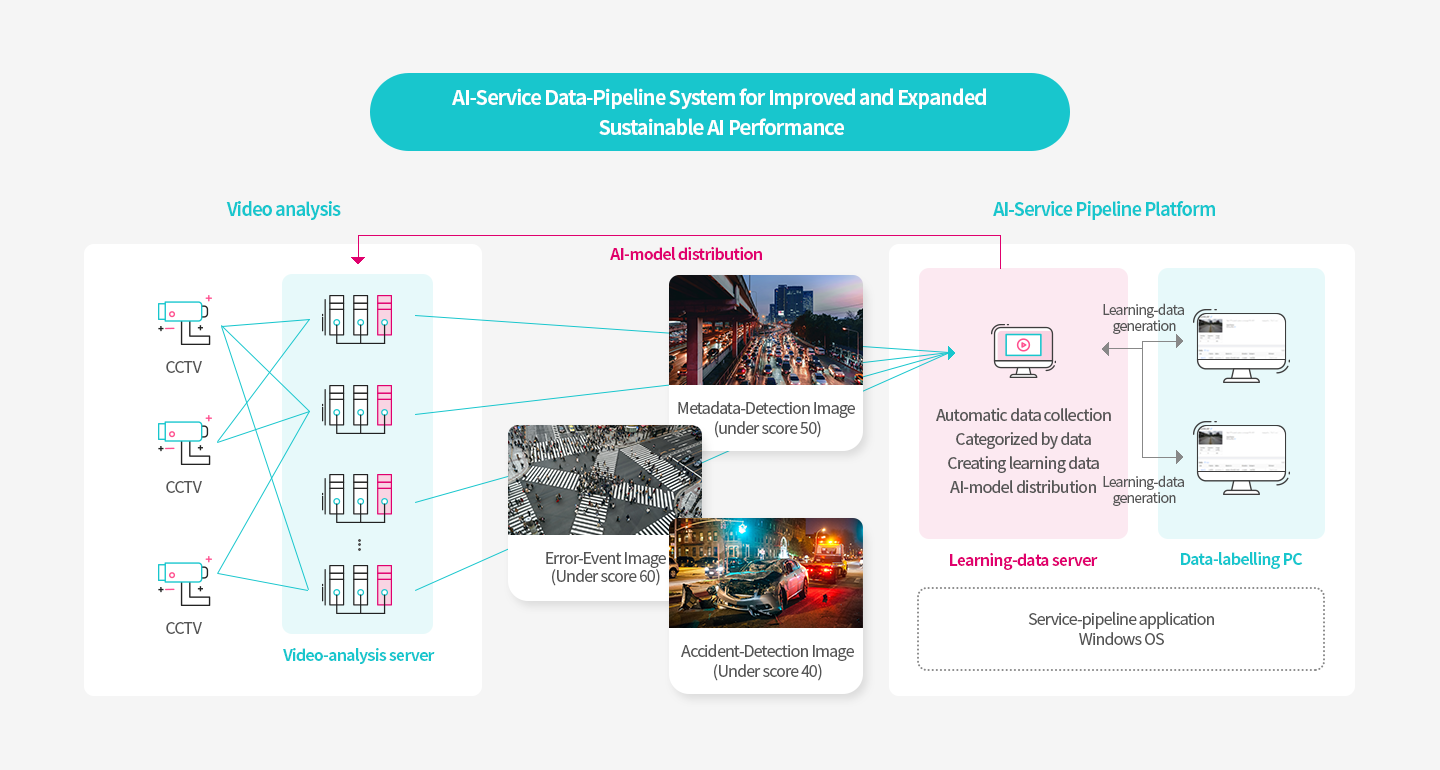 AI-Service Data-Pipeline System for Improved and Expanded
Sustainable AI Performance
Video analysis
AI-Service Pipeline Platform
AI-model distribution
CCTV
CCTV
CCTV
Video-analysis server
Metadata-Detection Image
(under score 50)
Error-Event Image
(Under score 60)
Accident-Detection Image
(Under score 40)
Automatic data collection
Categorized by data
Creating learning data
AI-model distribution
Learning-data
generation
Learning-data
generation
Learning-data server
Data-labelling PC
Service-pipeline application
Windows OS